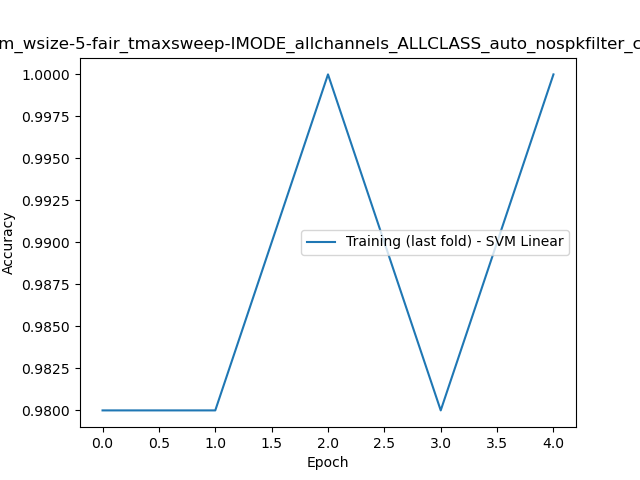 m_wsize-5-fair_tmaxsweep-IMODE_allchannels_ALLCLASS_auto_nospkfilter_c
1.0000
0.9975
0.9950
0.9925
0.9900
0.9875
0.9850
0.9825
0.9800
Accuracy
Training (last fold) - SVM Linear
0.0 0.5 1.0 1.5 2.0 2.5 3.0 3.5 4.0
Epoch